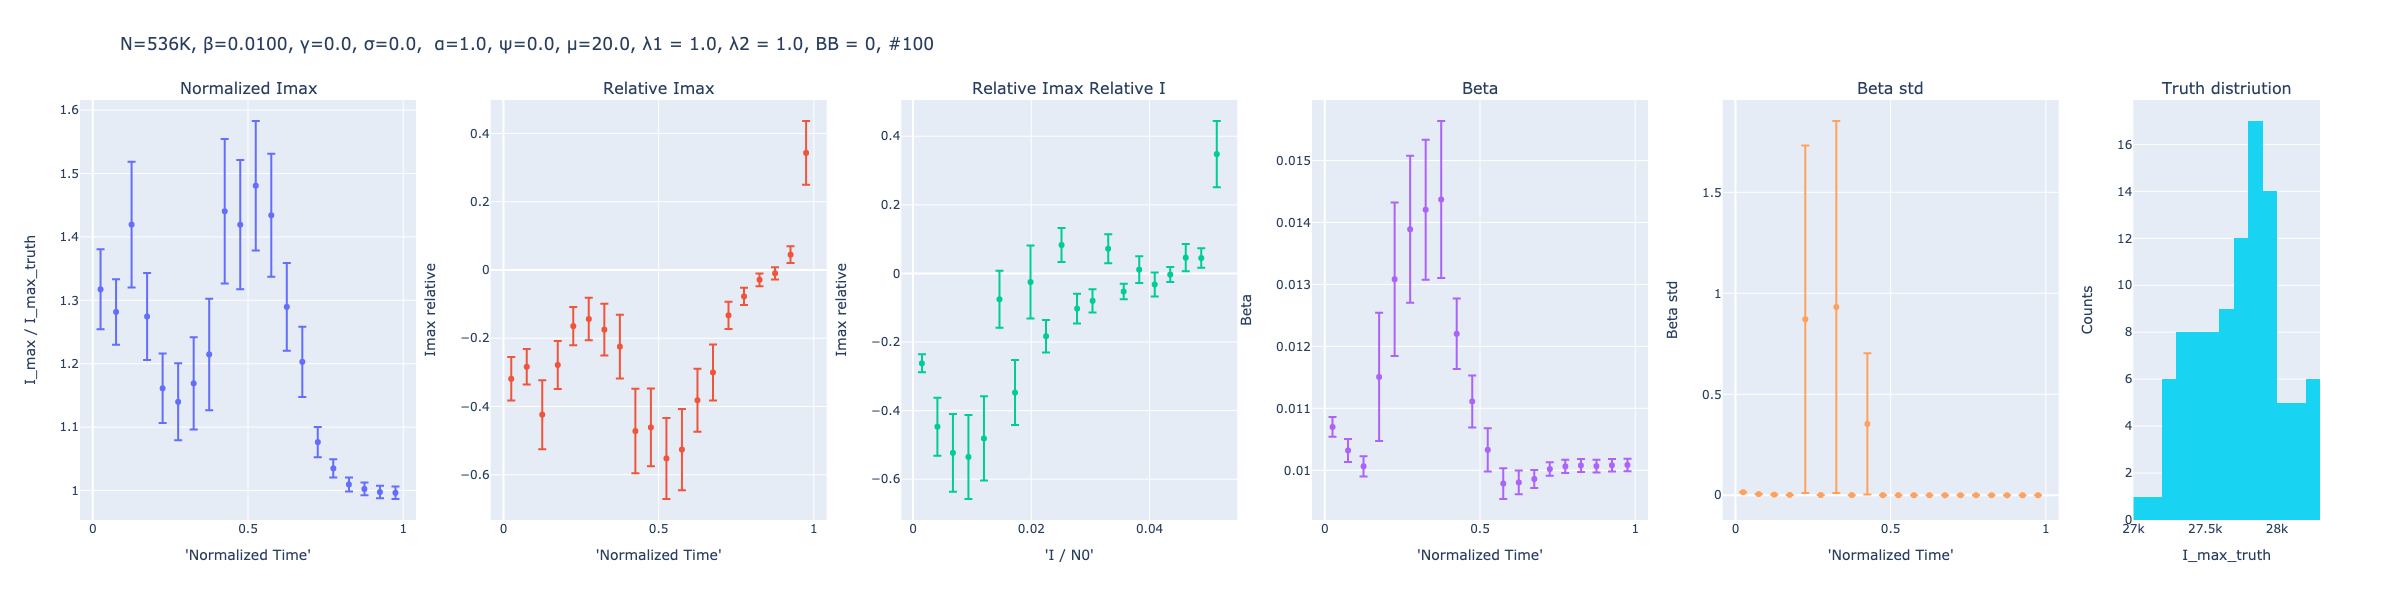 N=536K, β=0.0100, γ=0.0, σ=0.0,  α=1.0, ψ=0.0, μ=20.0, λ1 = 1.0, λ2 = 1.0, BB = 0, #100
Normalized Imax
I_max / I_max_truth
1.6
1.5
1.4
1.3
1.2
1.1
1
0
0.5
1
'Normalized Time'
Relative Imax
Imax relative
0.4
0.2
0
−0.2
−0.4
−0.6
0
0.5
1
'Normalized Time'
Relative Imax Relative I
Imax relative
0.4
0.2
0
−0.2
−0.4
−0.6
0
0.02
0.04
'I / N0'
Beta
Beta
0.015
0.014
0.013
0.012
0.011
0.01
0
0.5
1
'Normalized Time'
Beta std
Beta std
1.5
1
0.5
0
0
0.5
1
'Normalized Time'
Truth distriution
Counts
16
14
12
10
8
6
4
2
0
27k
27.5k
28k
I_max_truth